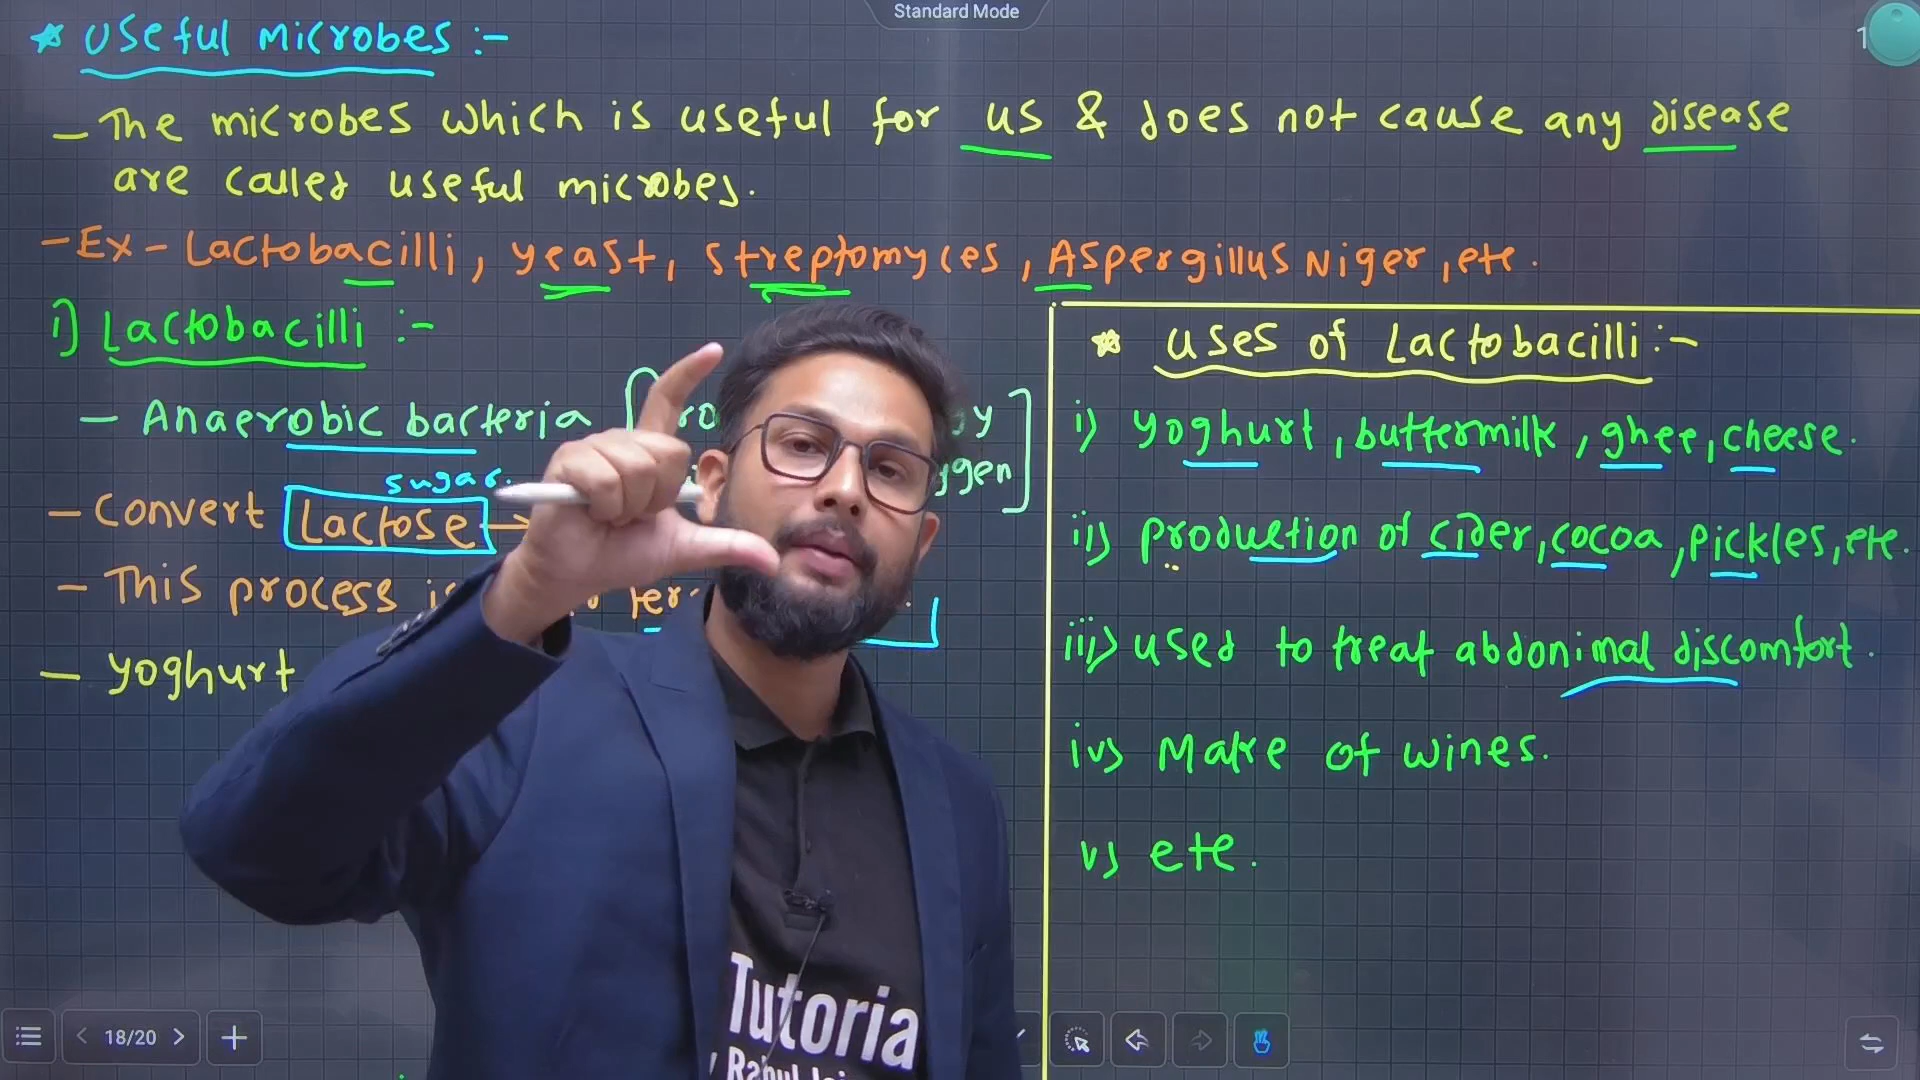 Standard Mode
1
☆ Useful Microbes :-
- The microbes which is useful for us & does not cause any disease
are called useful microbes.
- Ex - Lactobacilli, yeast, streptomyces, Aspergillus Niger, etc.
i) Lactobacilli :-
- Anaerobic bacteria [
sugar.
- Convert Lactose →
- This process
- Yoghurt
☆ Uses of Lactobacilli :-
i) Yoghurt, buttermilk, ghee, cheese.
ii) Production of cider, cocoa, pickles, etc.
iii) used to treat abdonimal discomfort.
iv) Make of wines.
v) etc.
Tutoria
18/20